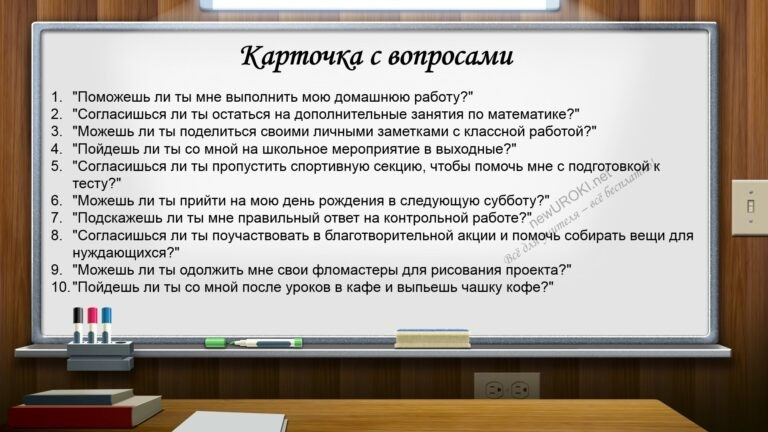 Карточка с вопросами
1. "Поможешь ли ты мне выполнить мою домашнюю работу?"
2. "Согласишься ли ты остаться на дополнительные занятия по математике?"
3. "Можешь ли ты поделиться своими личными заметками с классной работой?"
4. "Пойдешь ли ты со мной на школьное мероприятие в выходные?"
5. "Согласишься ли ты пропустить спортивную секцию, чтобы помочь мне с подготовкой к
тесту?"
6. "Можешь ли ты прийти на мою день рождения в следующую субботу?"
7. "Подскажешь ли ты мне правильный ответ на контрольной работе?"
8. "Согласишься ли ты поучаствовать в благотворительной акции и помочь собирать вещи для
нуждающихся?"
9. "Можешь ли ты одолжить мне свои фломастеры для рисования проекта?"
10. "Пойдешь ли ты со мной после уроков в кафе и выпьешь чашку кофе?"
newUROKI.net
Всё для учителя – всё бесплатно!